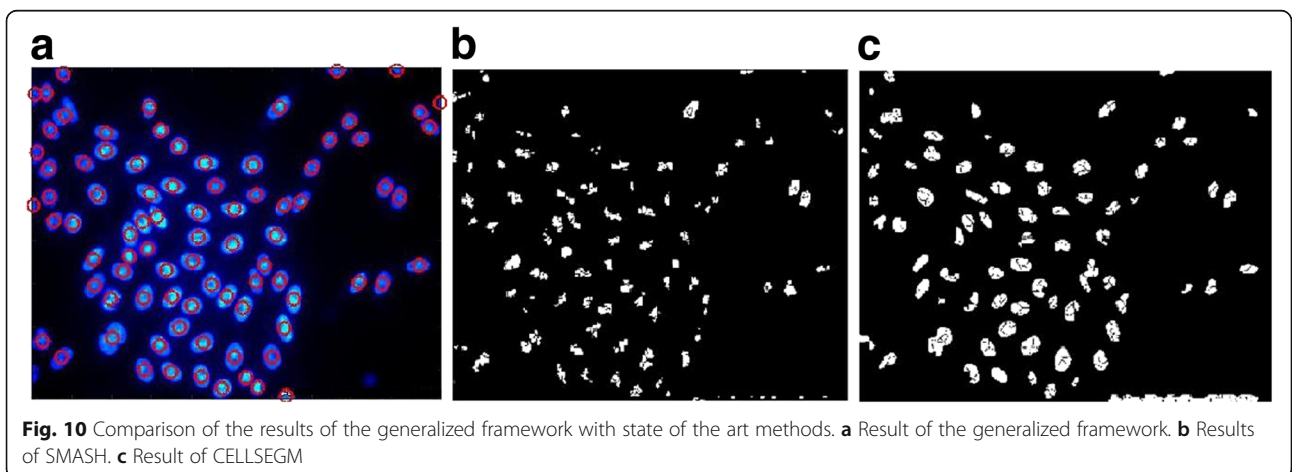 a b c
Fig. 10 Comparison of the results of the generalized framework with state of the art methods. a Result of the generalized framework. b Results
of SMASH. c Result of CELLSEGM